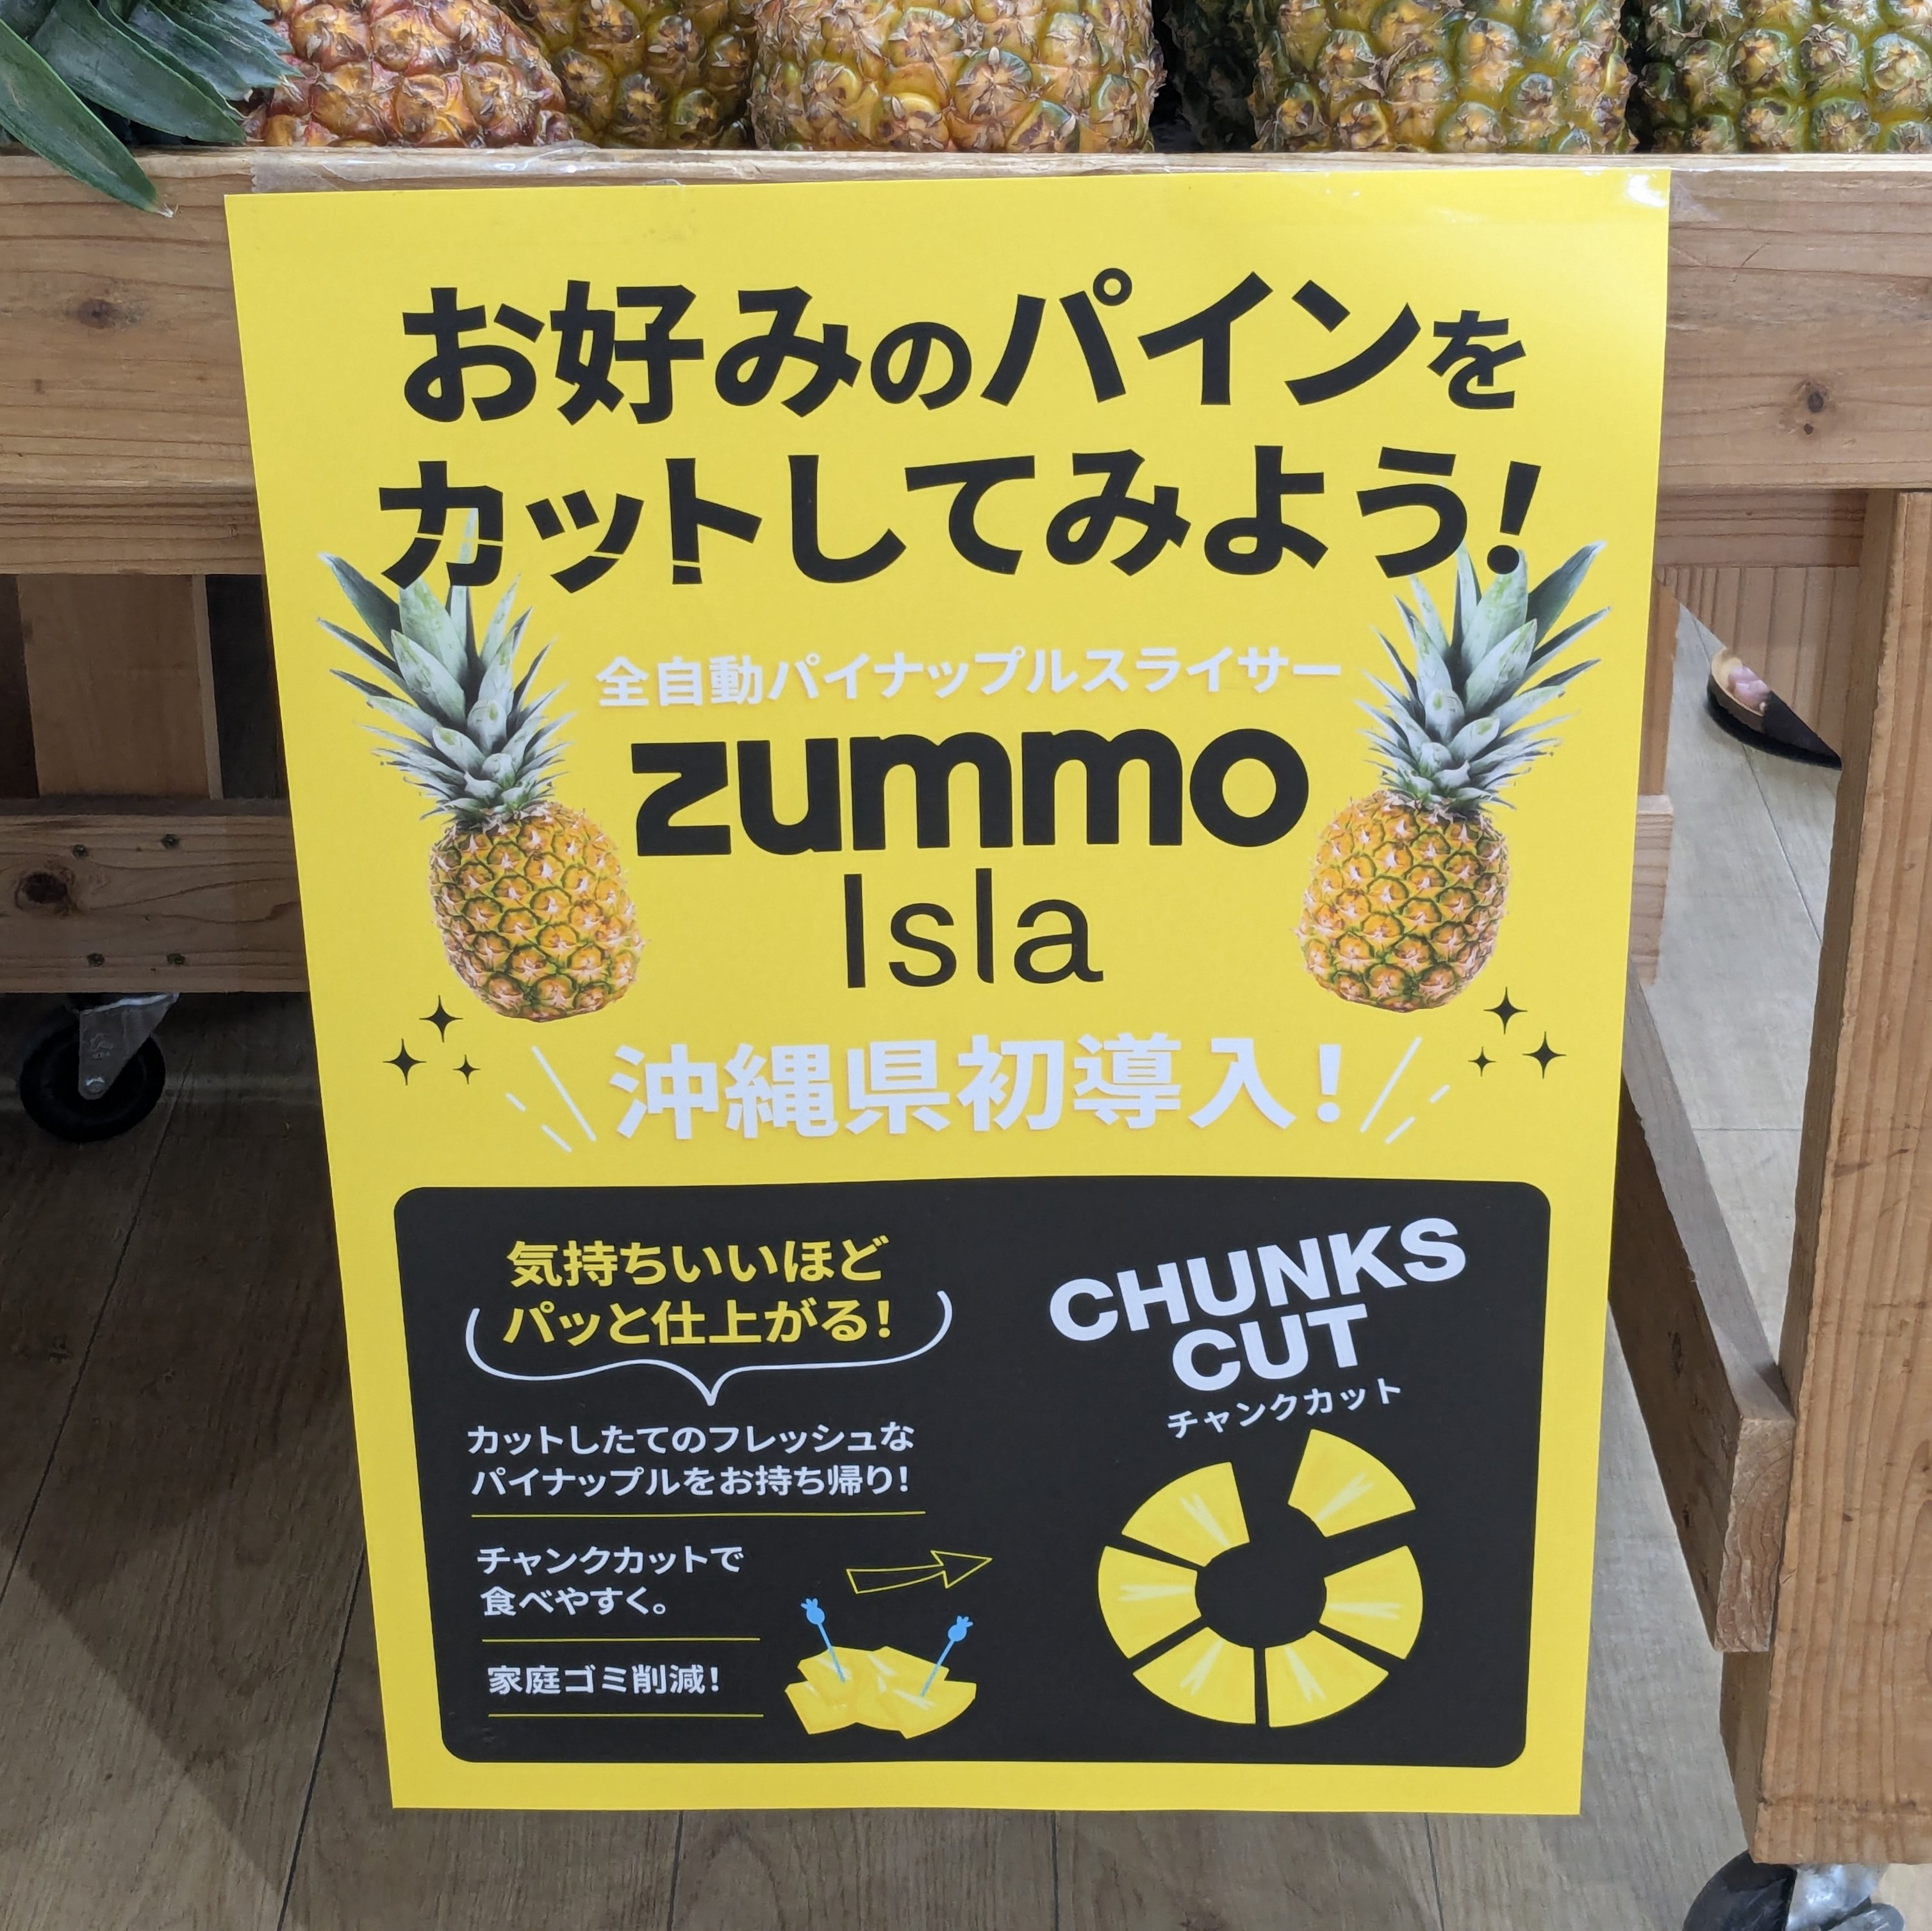 お好みのパインを
カットしてみよう!
全自動パイナップルスライサー
zummo
Isla
沖縄県初導入!
気持ちいいほど
パッと仕上がる!
カットしたてのフレッシュな
パイナップルをお持ち帰り!
チャンクカットで
食べやすく。
家庭ゴミ削減!
CHUNKS
CUT
チャンクカット